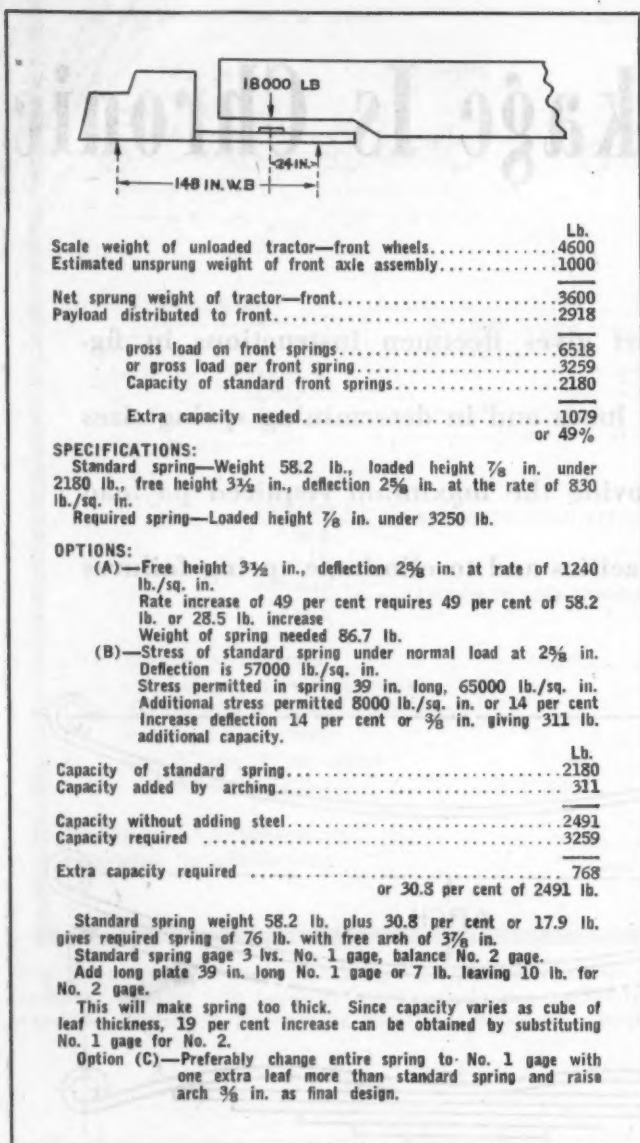 kage Is Chronic
18000 LB
24 IN.
148 IN. W.B
Lb.
Scale weight of unloaded tractor—front wheels....................4600
Estimated unsprung weight of front axle assembly..............1000
Net sprung weight of tractor—front..............................3600
Payload distributed to front.....................................2918
gross load on front springs..........................6518
or gross load per front spring.......................3259
Capacity of standard front springs...................2180
Extra capacity needed ...............................1079
or 49%
SPECIFICATIONS:
Standard spring—Weight 58.2 lb., loaded height ⅞ in. under
2180 lb., free height 3½ in., deflection 2⅝ in. at the rate of 830
lb./sq. in.
Required spring—Loaded height ⅞ in. under 3250 lb.
OPTIONS:
(A)—Free height 3½ in., deflection 2⅝ in. at rate of 1240
lb./sq. in.
Rate increase of 49 per cent requires 49 per cent of 58.2
lb. or 28.5 lb. increase
Weight of spring needed 86.7 lb.
(B)—Stress of standard spring under normal load at 2⅝ in.
Deflection is 57000 lb./sq. in.
Stress permitted in spring 39 in. long, 65000 lb./sq. in.
Additional stress permitted 8000 lb./sq. in. or 14 per cent
Increase deflection 14 per cent or ⅜ in. giving 311 lb.
additional capacity.
Lb.
Capacity of standard spring......................................2180
Capacity added by arching........................................311
Capacity without adding steel....................................2491
Capacity required ...............................................3259
Extra capacity required .........................................768
or 30.8 per cent of 2491 lb.
Standard spring weight 58.2 lb. plus 30.8 per cent or 17.9 lb.
gives required spring of 76 lb. with free arch of 3⅞ in.
Standard spring gage 3 lvs. No. 1 gage, balance No. 2 gage.
Add long plate 39 in. long No. 1 gage or 7 lb. leaving 10 lb. for
No. 2 gage.
This will make spring too thick. Since capacity varies as cube of
leaf thickness, 19 per cent increase can be obtained by substituting
No. 1 gage for No. 2.
Option (C)—Preferably change entire spring to No. 1 gage with
one extra leaf more than standard spring and raise
arch ⅜ in. as final design.